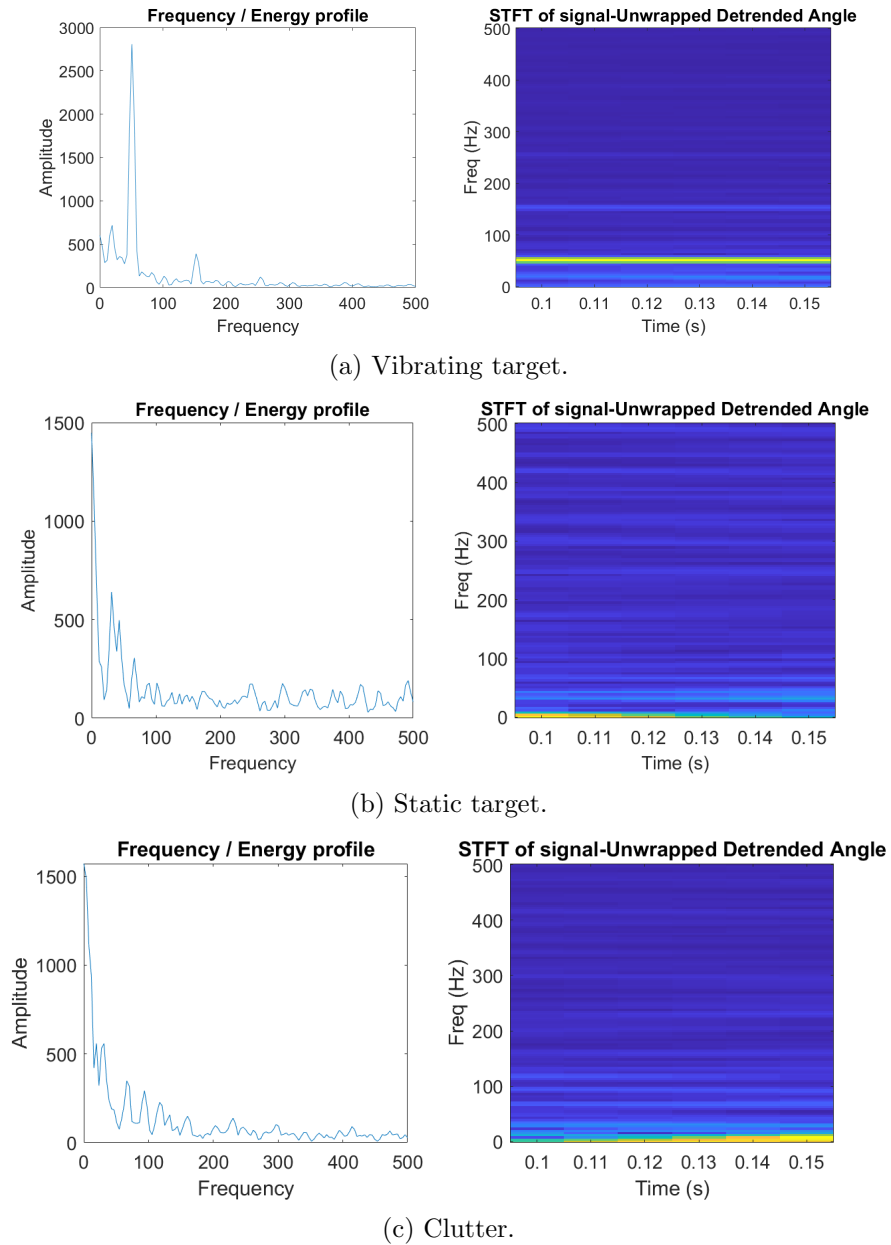 Frequency / Energy profile
STFT of signal-Unwrapped Detrended Angle
3000
2500
2000
1500
1000
500
0
Amplitude
0 100 200 300 400 500
Frequency
500
400
300
200
100
0
Freq (Hz)
0.1 0.11 0.12 0.13 0.14 0.15
Time (s)
(a) Vibrating target.
Frequency / Energy profile
STFT of signal-Unwrapped Detrended Angle
1500
1000
500
0
Amplitude
0 100 200 300 400 500
Frequency
500
400
300
200
100
0
Freq (Hz)
0.1 0.11 0.12 0.13 0.14 0.15
Time (s)
(b) Static target.
Frequency / Energy profile
STFT of signal-Unwrapped Detrended Angle
1500
1000
500
0
Amplitude
0 100 200 300 400 500
Frequency
500
400
300
200
100
0
Freq (Hz)
0.1 0.11 0.12 0.13 0.14 0.15
Time (s)
(c) Clutter.